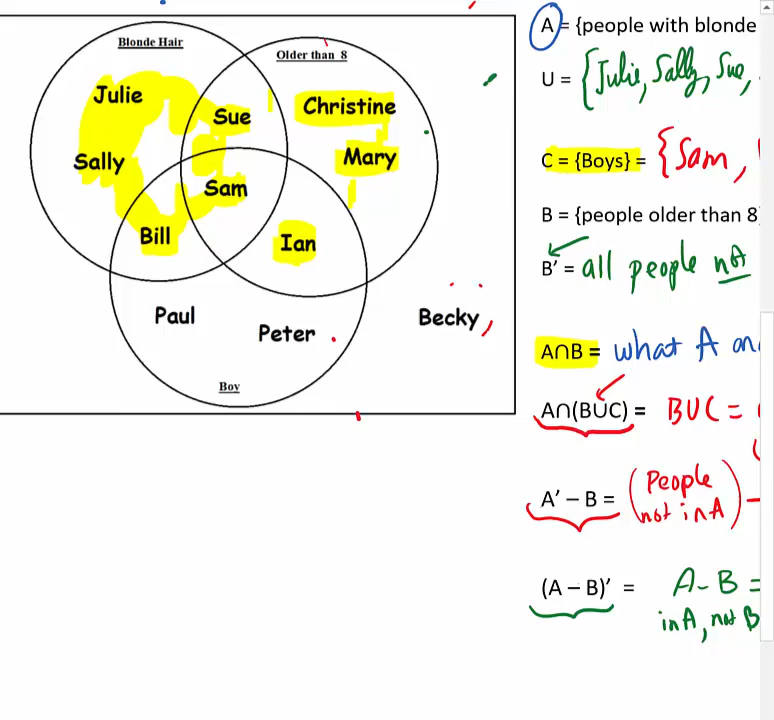 Blonde Hair
Older than 8
Julie
Sue
Christine
Sally
Mary
Sam
Bill
Ian
Paul
Peter
Becky,
Boy
A = {people with blonde
U = {Julie, Sally, Sue,
C = {Boys} = {Sam,
B = {people older than 8}
B′ = all people not
A∩B = what A
A∩(BUC) = BUC =
A′ – B = (People not in A) –
(A – B)′ = A – B =
in A, not B